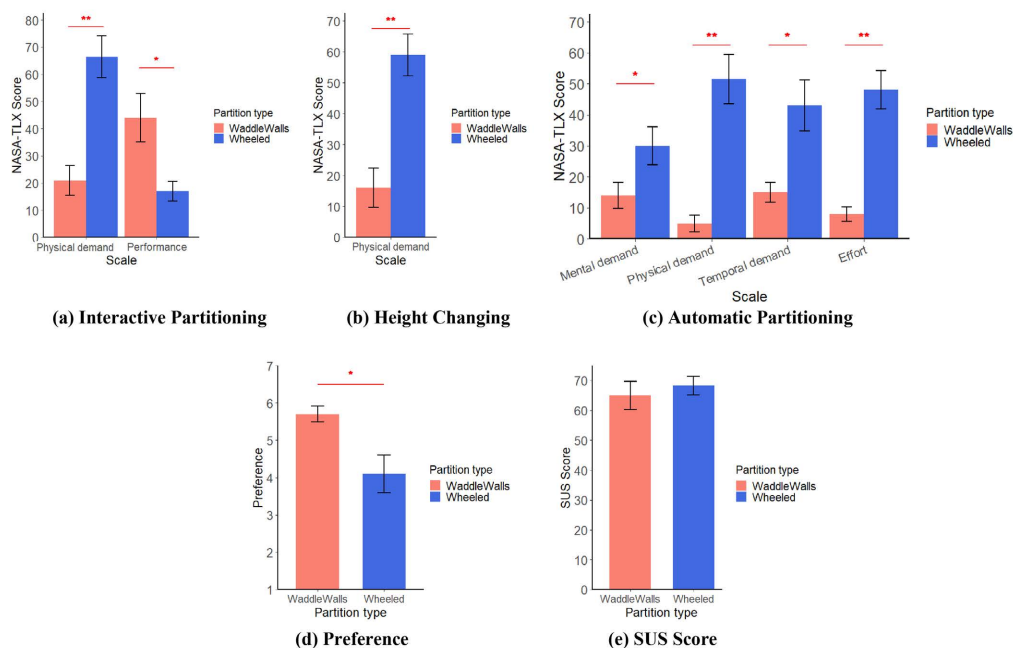 80
70
60
50
40
30
20
10
0
NASA-TLX Score
**
*
Physical demand
Performance
Scale
Partition type
WaddleWalls
Wheeled
(a) Interactive Partitioning
80
70
60
50
40
30
20
10
0
NASA-TLX Score
**
Physical demand
Scale
Partition type
WaddleWalls
Wheeled
(b) Height Changing
70
60
50
40
30
20
10
0
NASA-TLX Score
*
**
*
**
Mental demand
Physical demand
Temporal demand
Effort
Scale
Partition type
WaddleWalls
Wheeled
(c) Automatic Partitioning
7
6
5
4
3
2
1
Preference
*
WaddleWalls
Wheeled
Partition type
Partition type
WaddleWalls
Wheeled
(d) Preference
70
60
50
40
30
20
10
0
SUS Score
WaddleWalls
Wheeled
Partition type
Partition type
WaddleWalls
Wheeled
(e) SUS Score